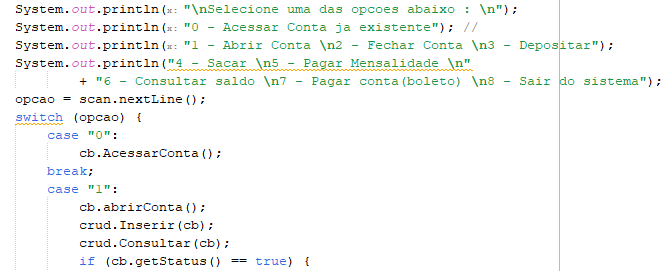 System.out.println(x: "\nSelecione uma das opcoes abaixo : \n");
System.out.println(x: "0 - Acessar Conta ja existente"); //
System.out.println(x: "1 - Abrir Conta \n2 - Fechar Conta \n3 - Depositar");
System.out.println("4 - Sacar \n5 - Pagar Mensalidade \n"
+ "6 - Consultar saldo \n7 - Pagar conta(boleto) \n8 - Sair do sistema");
opcao = scan.nextLine();
switch (opcao) {
case "0":
cb.AcessarConta();
break;
case "1":
cb.abrirConta();
crud.Inserir(cb);
crud.Consultar(cb);
if (cb.getStatus() == true) {